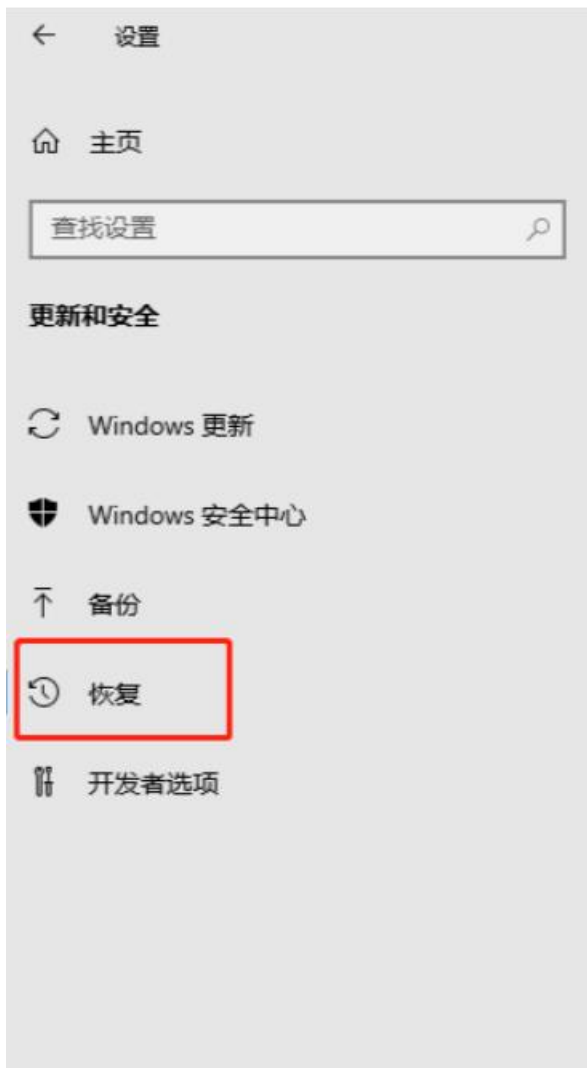 设置
主页
查找设置
更新和安全
Windows 更新
Windows 安全中心
备份
恢复
开发者选项